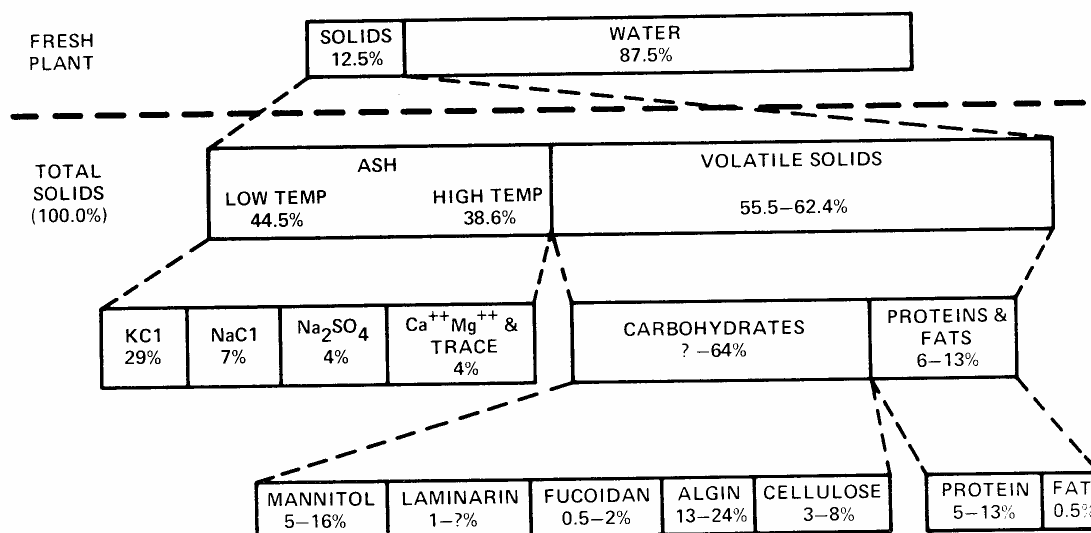 FRESH
PLANT
SOLIDS
12.5%
WATER
87.5%
TOTAL
SOLIDS
(100.0%)
ASH
LOW TEMP
44.5%
HIGH TEMP
38.6%
VOLATILE SOLIDS
55.5–62.4%
KC1
29%
NaC1
7%
Na2SO4
4%
Ca++Mg++ &
TRACE
4%
CARBOHYDRATES
? –64%
PROTEINS &
FATS
6–13%
MANNITOL
5–16%
LAMINARIN
1–?%
FUCOIDAN
0.5–2%
ALGIN
13–24%
CELLULOSE
3–8%
PROTEIN
5–13%
FAT
0.5%